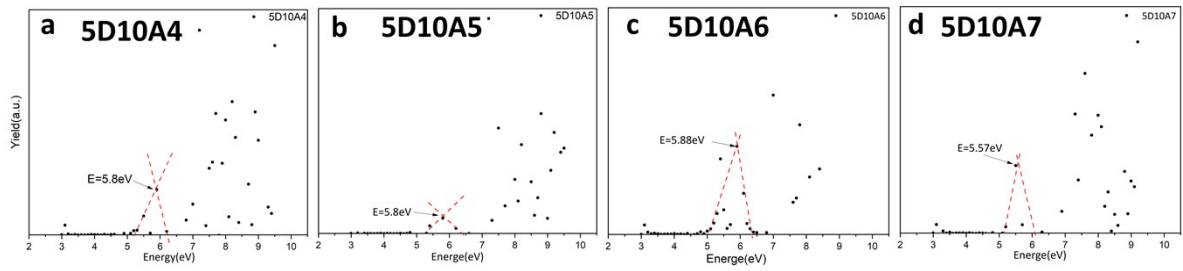 a
5D10A4
5D10A4
E=5.8eV
Yield(a.u.)
2 3 4 5 6 7 8 9 10
Energy(eV)
b
5D10A5
5D10A5
E=5.8eV
2 3 4 5 6 7 8 9 10
Energe(eV)
c
5D10A6
5D10A6
E=5.88eV
2 3 4 5 6 7 8 9 10
Energe(eV)
d
5D10A7
5D10A7
E=5.57eV
2 3 4 5 6 7 8 9 10
Energe(eV)